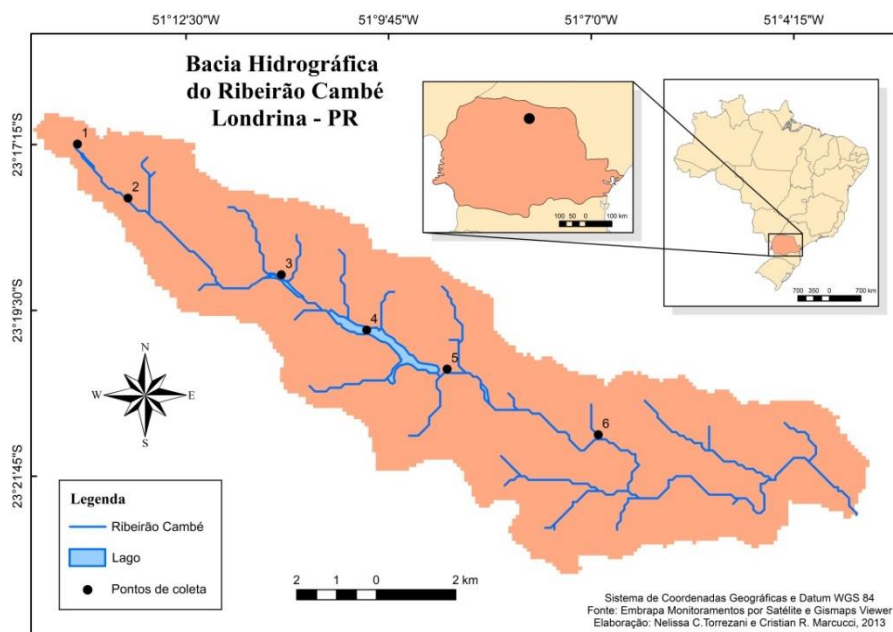 51°12'30"W 51°9'45"W 51°7'0"W 51°4'15"W
Bacia Hidrográfica
do Ribeirão Cambé
Londrina - PR
23°17'15"S
23°19'30"S
23°21'45"S
1
2
3
4
5
6
100 50 0 100 km
700 350 0 700 km
N
W E
S
Legenda
Ribeirão Cambé
Lago
Pontos de coleta
2 1 0 2 km
Sistema de Coordenadas Geográficas e Datum WGS 84
Fonte: Embrapa Monitoramentos por Satélite e Gismaps Viewer
Elaboração: Nelissa C.Torrezani e Cristian R. Marcucci, 2013